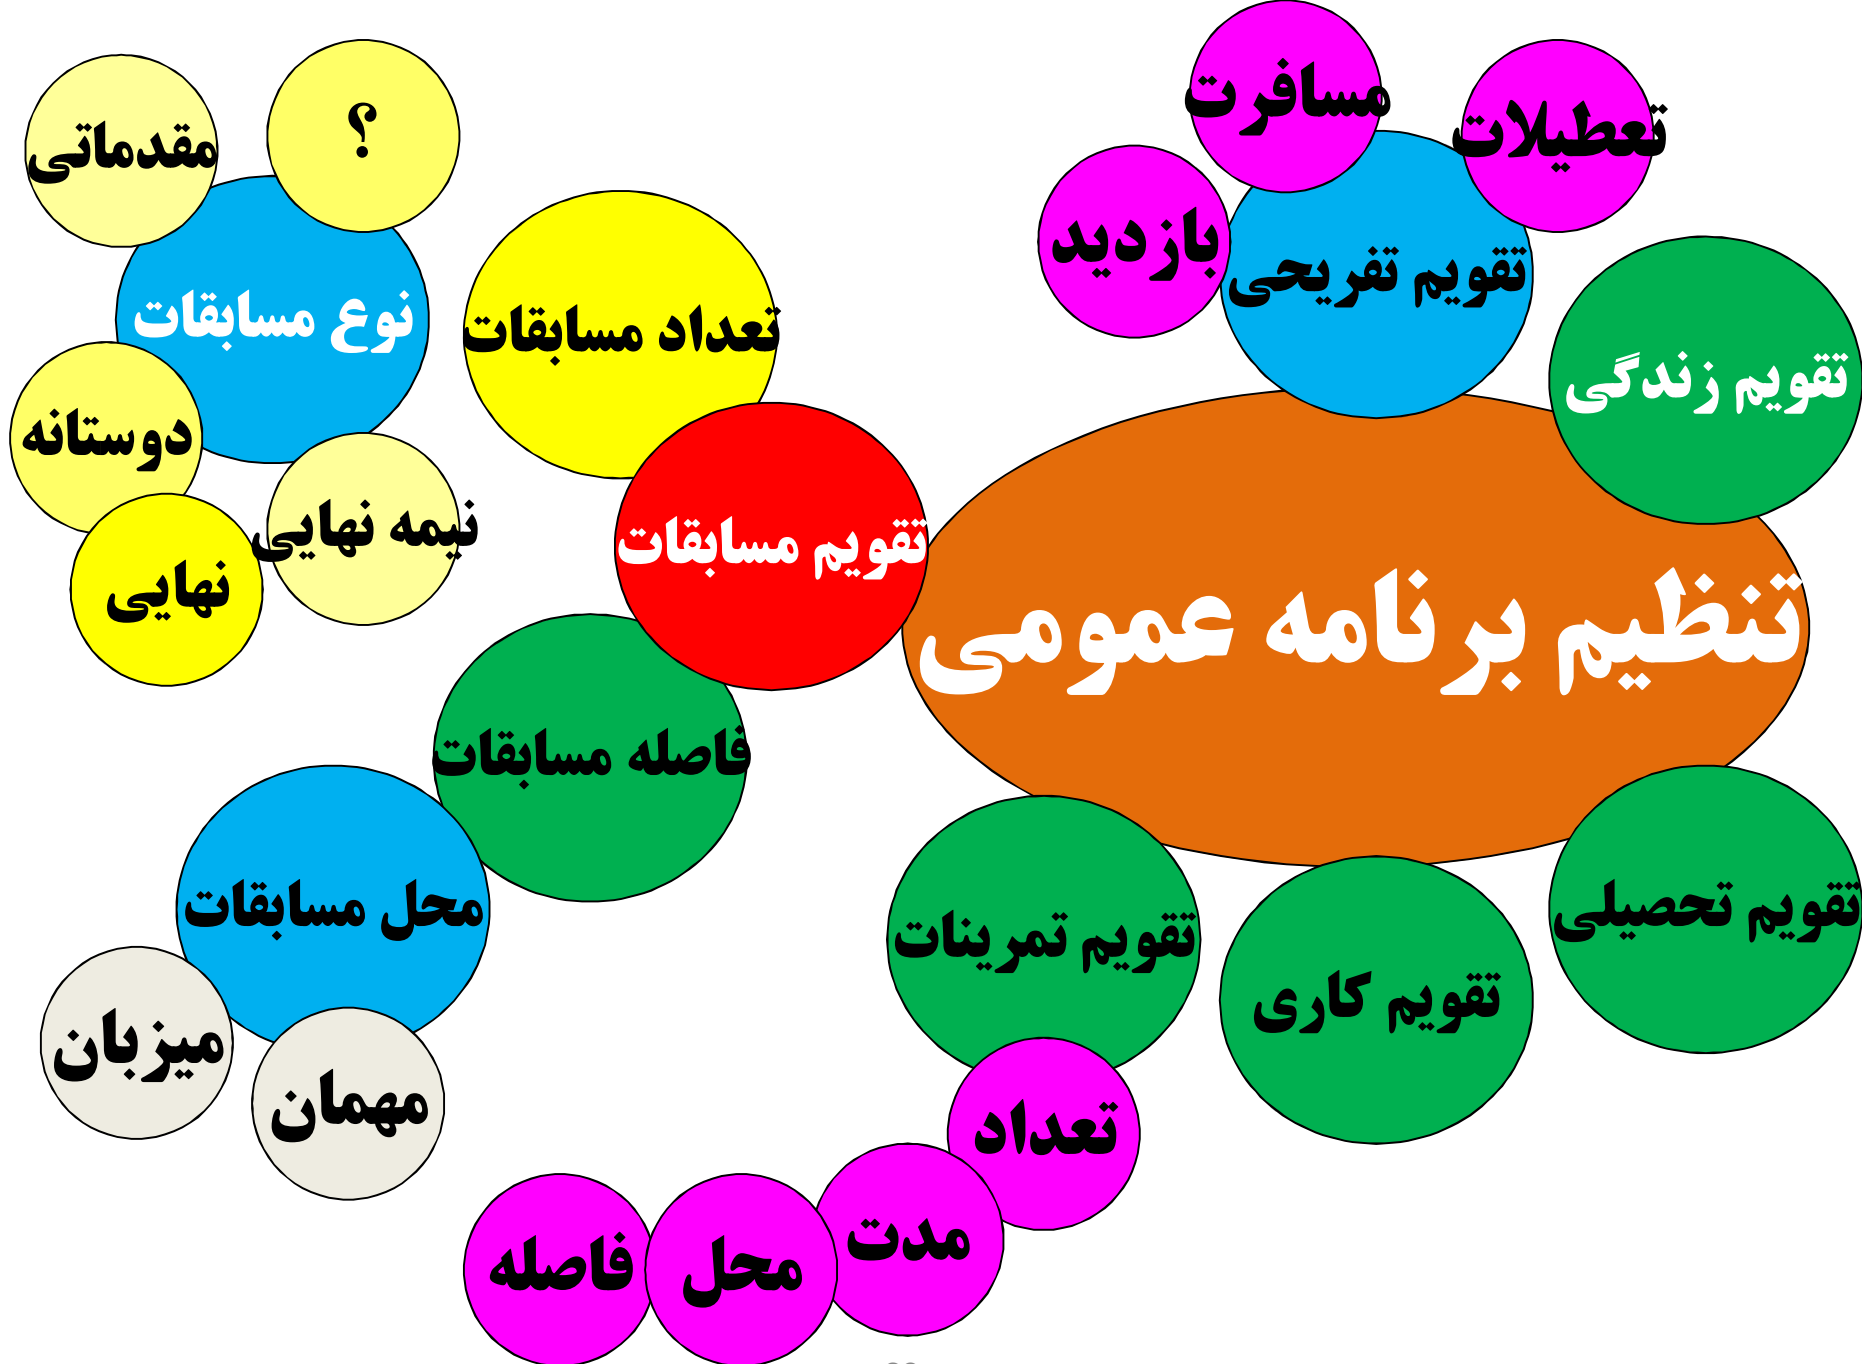 مسافرت
تعطیلات
بازدید
تقویم تفریحی
تقویم زندگی
تنظیم برنامه عمومی
تقویم تحصیلی
تقویم کاری
تقویم تمرینات
تعداد
مدت
محل
فاصله
تقویم مسابقات
تعداد مسابقات
فاصله مسابقات
محل مسابقات
میزبان
مهمان
؟
مقدماتی
نوع مسابقات
دوستانه
نیمه نهایی
نهایی